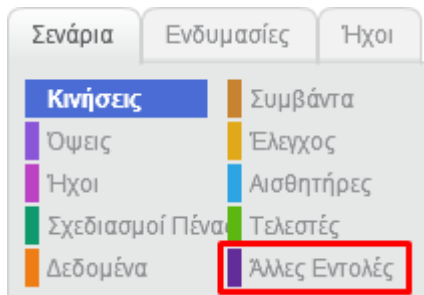 Σενάρια Ενδυμασίες Ήχοι
Κινήσεις Συμβάντα
Όψεις Έλεγχος
Ήχοι Αισθητήρες
Σχεδιασμοί Πένας Τελεστές
Δεδομένα Άλλες Εντολές